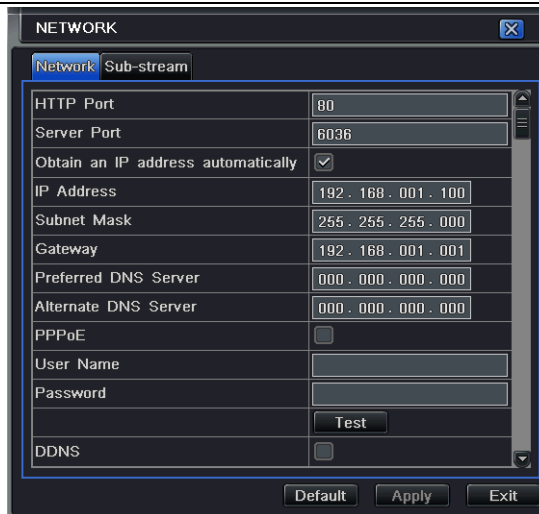 NETWORK
Network Sub-stream
HTTP Port 80
Server Port 6036
Obtain an IP address automatically
IP Address 192 . 168 . 001 . 100
Subnet Mask 255 . 255 . 255 . 000
Gateway 192 . 168 . 001 . 001
Preferred DNS Server 000 . 000 . 000 . 000
Alternate DNS Server 000 . 000 . 000 . 000
PPPoE
User Name
Password
Test
DDNS
Default Apply Exit